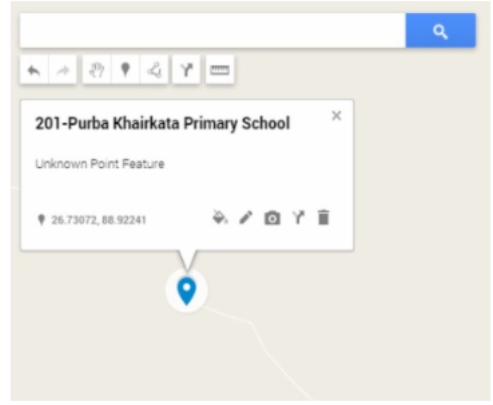 201-Purba Khairkata Primary School
Unknown Point Feature
26.73072, 88.92241